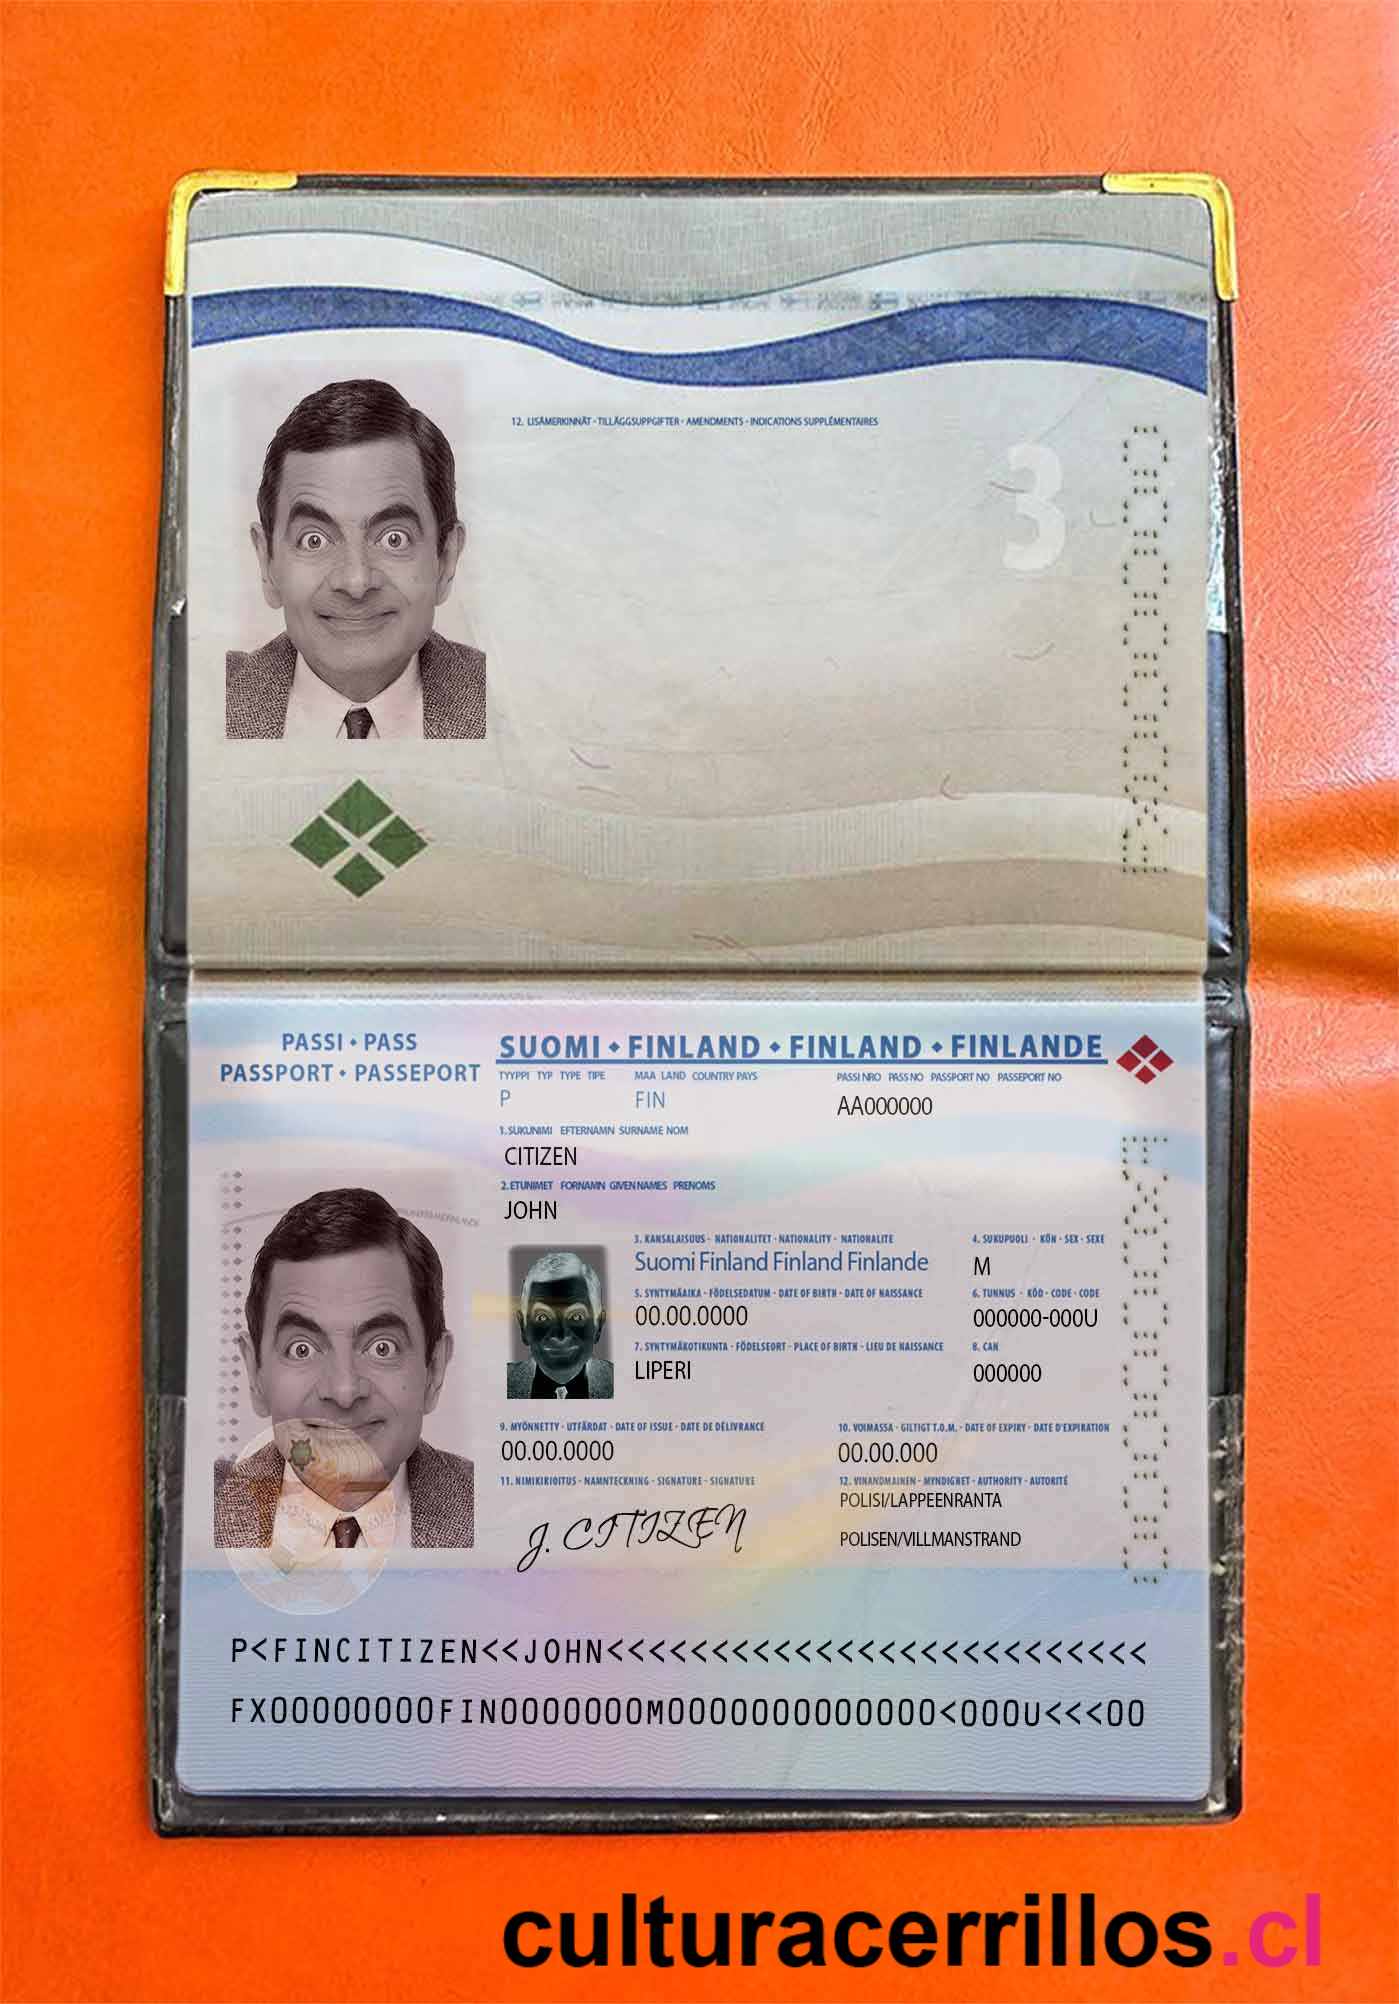 12. LISÄMERKINNÄT · TILLÄGGSUPPGIFTER · AMENDMENTS · INDICATIONS SUPPLÉMENTAIRES
3
PASSI ⬩ PASS
PASSPORT ⬩ PASSEPORT
SUOMI ⬩ FINLAND ⬩ FINLAND ⬩ FINLANDE
TYYPPI TYP TYPE TIPE MAA LAND COUNTRY PAYS PASSI NRO PASS NO PASSPORT NO PASSEPORT NO
P FIN AA000000
1.SUKUNIMI EFTERNAMN SURNAME NOM
CITIZEN
2.ETUNIMET FORNAMN GIVEN NAMES PRENOMS
JOHN
3. KANSALAISUUS · NATIONALITET · NATIONALITY · NATIONALITE 4. SUKUPUOLI · KÖN · SEX · SEXE
Suomi Finland Finland Finlande M
5. SYNTYMÄAIKA · FÖDELSEDATUM · DATE OF BIRTH · DATE OF NAISSANCE 6. TUNNUS · KÖD · CODE · CODE
00.00.0000 000000-000U
7. SYNTYMÄKOTIKUNTA · FÖDELSEORT · PLACE OF BIRTH · LIEU DE NAISSANCE 8. CAN
LIPERI 000000
9. MYÖNNETTY · UTFÄRDAT · DATE OF ISSUE · DATE DE DÉLIVRANCE 10. VOIMASSA · GILTIGT T.O.M. · DATE OF EXPIRY · DATE D'EXPIRATION
00.00.0000 00.00.000
11. NIMIKIRJOITUS · NAMNTECKNING · SIGNATURE · SIGNATURE 12. VINANDMAINEN · MYNDIGHET · AUTHORITY · AUTORITÉ
J. CITIZEN POLISI/LAPPEENRANTA
POLISEN/VILLMANSTRAND
P<FINCITIZEN<<JOHN<<<<<<<<<<<<<<<<<<<<<<<<<<
FX00000000FIN0000000M0000000000000<000U<<<00
culturacerrillos.cl